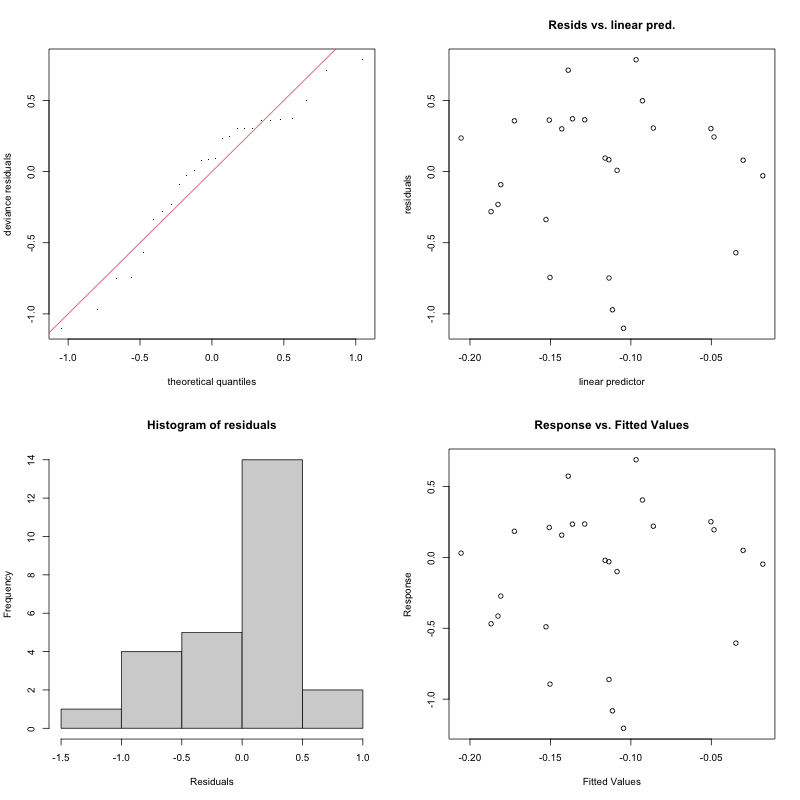 0.5
0.0
-0.5
-1.0
deviance residuals
-1.0 -0.5 0.0 0.5 1.0
theoretical quantiles
Resids vs. linear pred.
0.5
0.0
-0.5
-1.0
residuals
-0.20 -0.15 -0.10 -0.05
linear predictor
Histogram of residuals
14
12
10
8
6
4
2
0
Frequency
-1.5 -1.0 -0.5 0.0 0.5 1.0
Residuals
Response vs. Fitted Values
0.5
0.0
-0.5
-1.0
Response
-0.20 -0.15 -0.10 -0.05
Fitted Values